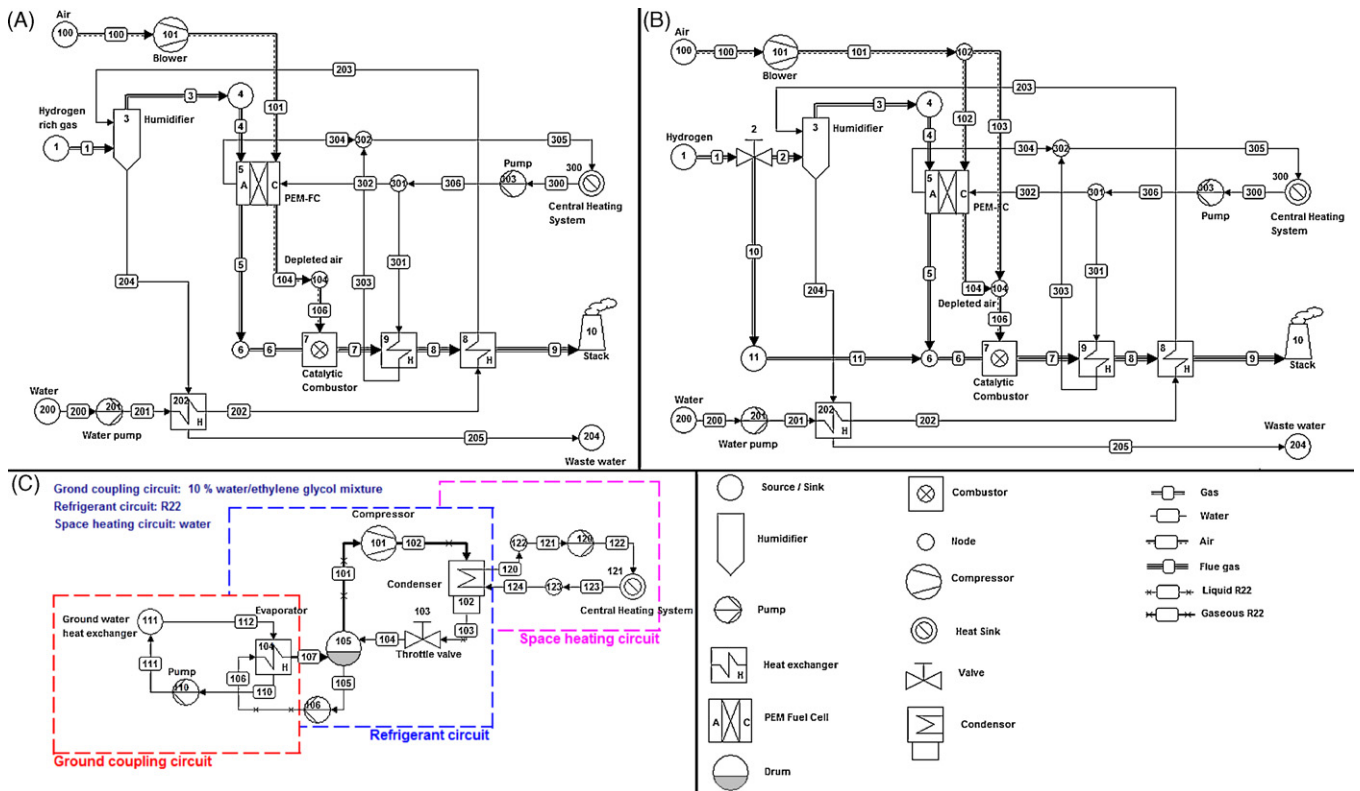 (A)
Air
100
100
101
Blower
203
3
4
3
Humidifier
Hydrogen
rich gas
1
1
4
101
304
302
305
5
A
C
PEM-FC
302
301
306
Pump
303
300
300
Central Heating
System
204
5
Depleted air
104
104
106
303
301
10
Stack
6
6
7
Catalytic
Combustor
7
9
H
8
8
H
9
Water
200
200
201
Water pump
201
202
H
202
205
204
Waste water
(B)
Air
100
100
101
Blower
101
102
203
2
3
4
3
Humidifier
Hydrogen
1
1
2
4
102
103
304
302
305
5
A
C
PEM-FC
302
301
306
303
Pump
300
300
Central Heating
System
10
204
5
104
104
Depleted air
106
303
301
10
Stack
11
11
6
6
7
Catalytic
Combustor
7
9
H
8
8
H
9
Water
200
200
201
Water pump
201
202
H
202
205
Waste water
204
(C)
Grond coupling circuit: 10 % water/ethylene glycol mixture
Refrigerant circuit: R22
Space heating circuit: water
Compressor
101
102
101
Condenser
102
103
122
121
120
122
120
124
123
123
121
Central Heating System
Space heating circuit
Ground water
heat exchanger
111
112
Evaporator
104
H
107
105
104
103
Throttle valve
111
Pump
110
110
106
105
106
Refrigerant circuit
Ground coupling circuit
Source / Sink
Humidifier
Pump
H
Heat exchanger
A
C
PEM Fuel Cell
Drum
Combustor
Node
Compressor
Heat Sink
Valve
Condensor
Gas
Water
Air
Flue gas
Liquid R22
Gaseous R22